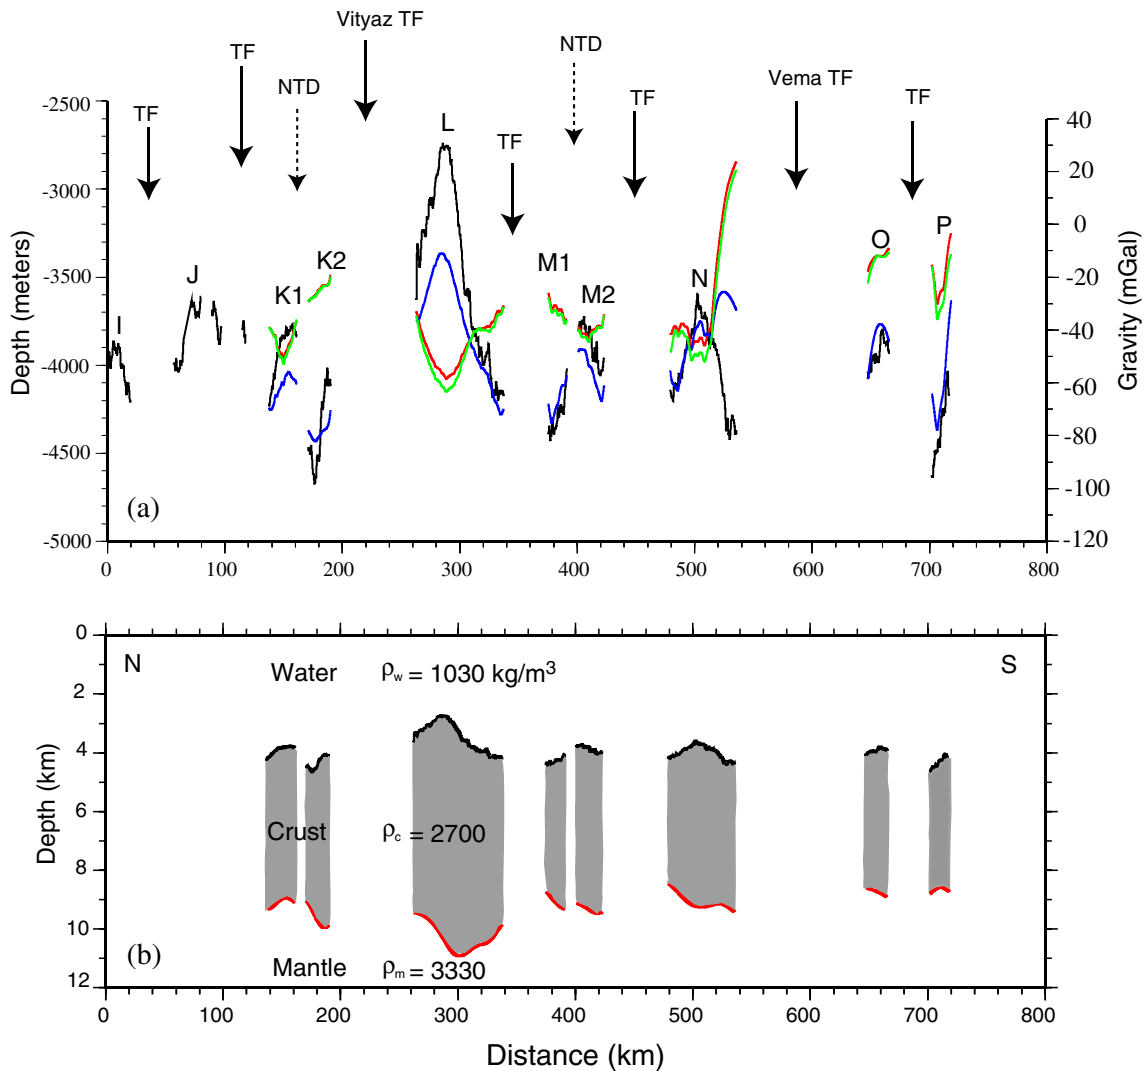 Vityaz TF
TF
NTD
NTD
Vema TF
TF
TF
TF
TF
L
I
J
K1
K2
M1
M2
N
O
P
-2500
-3000
-3500
-4000
-4500
-5000
Depth (meters)
40
20
0
-20
-40
-60
-80
-100
-120
Gravity (mGal)
(a)
0 100 200 300 400 500 600 700 800
N
S
Water ρw = 1030 kg/m³
Crust ρc = 2700
Mantle ρm = 3330
(b)
0
2
4
6
8
10
12
Depth (km)
0 100 200 300 400 500 600 700 800
Distance (km)